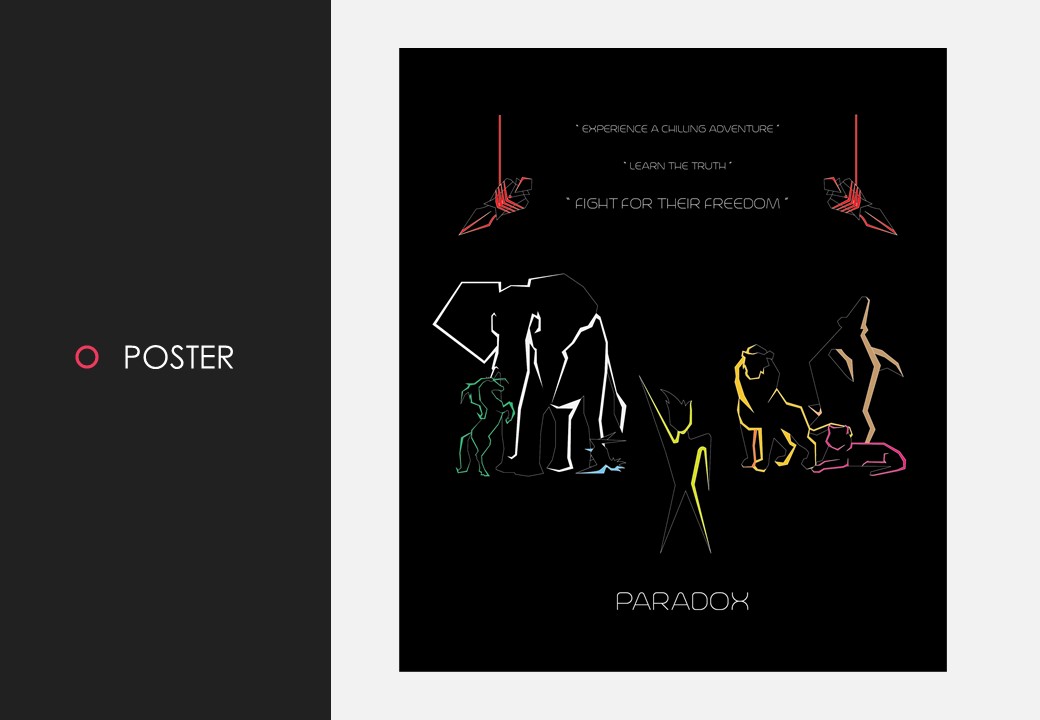 POSTER
" EXPERIENCE A CHILLING ADVENTURE "
" LEARN THE TRUTH "
" FIGHT FOR THEIR FREEDOM "
PARADOX